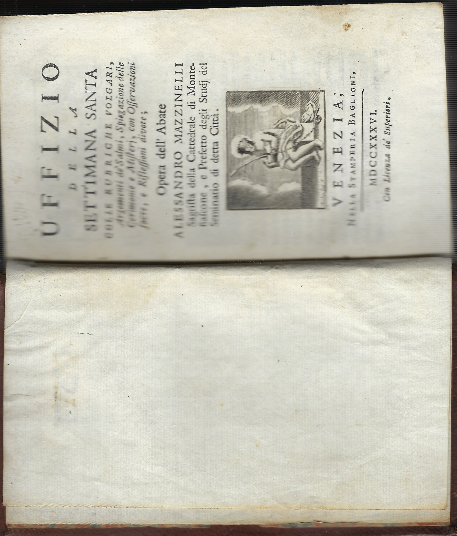 UFFIZIO
DELLA
SETTIMANA SANTA
COLLE RUBRICHE VOLGARI,
Argomenti de' Salmi, Spiegazione delle
Cerimonie e Misterj, con Osservazioni
sacre, e Riflessioni divote;
Opera dell' Abate
ALESSANDRO MAZZINELLI
Sagrista della Cattedrale di Monte-
fiascone, e Prefetto degli Studj del
Seminario di detta Città.
VENEZIA;
NELLA STAMPERIA BAGLIONI,
MDCCXXXVI.
Con Licenza de' Superiori.